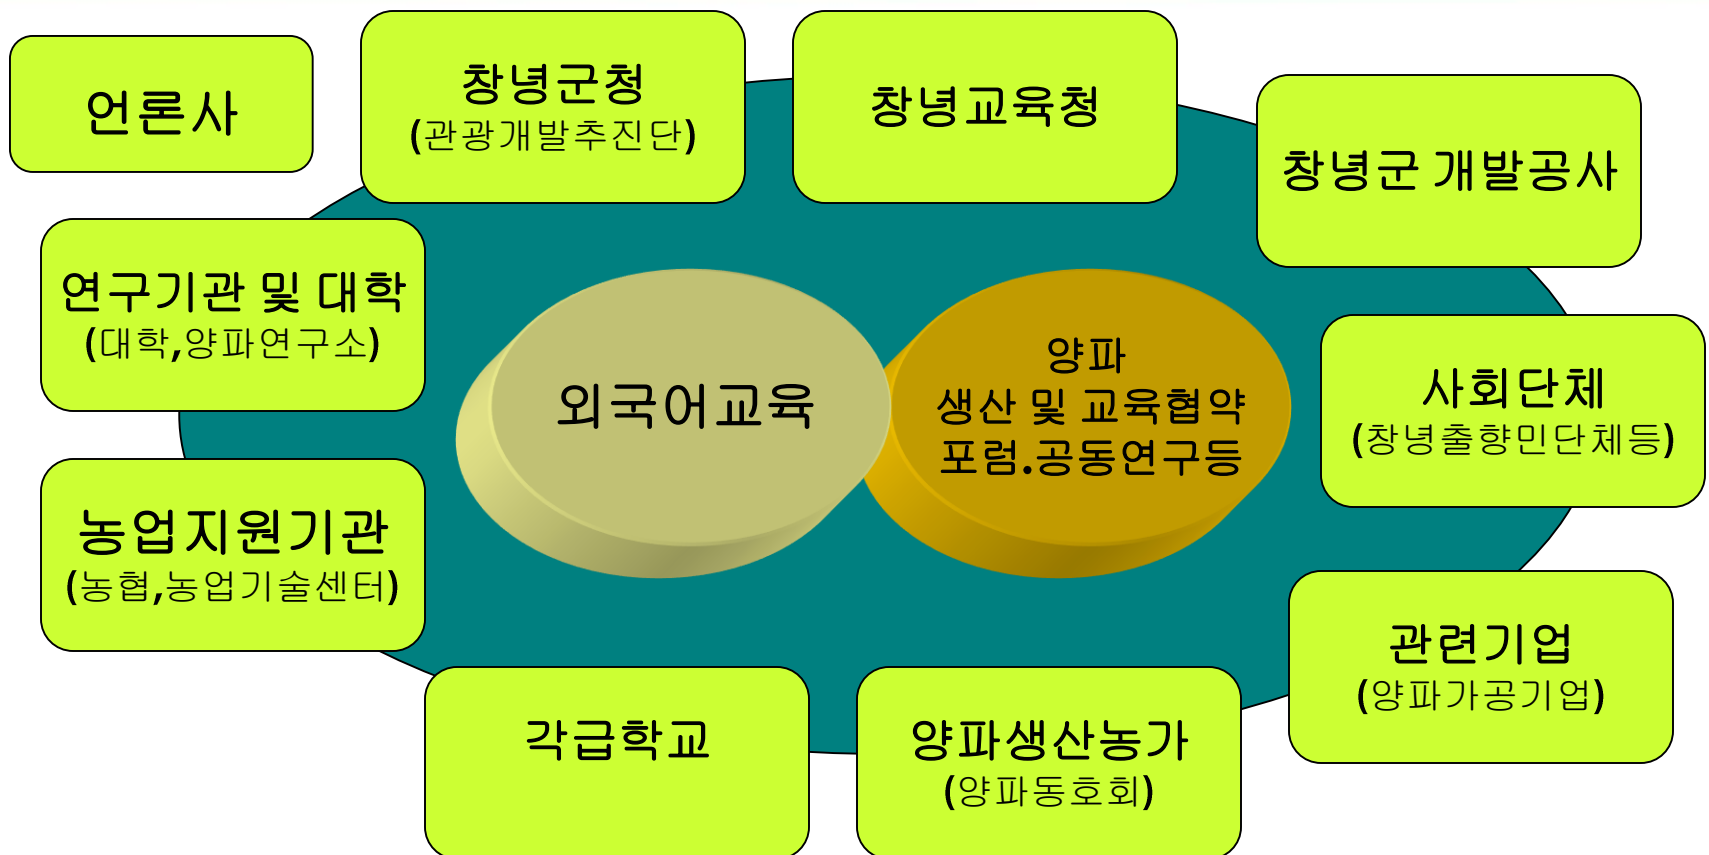 언론사
창녕군청
(관광개발추진단)
창녕교육청
창녕군 개발공사
연구기관 및 대학
(대학,양파연구소)
외국어교육
양파
생산 및 교육협약
포럼.공동연구등
사회단체
(창녕출향민단체등)
농업지원기관
(농협,농업기술센터)
관련기업
(양파가공기업)
각급학교
양파생산농가
(양파동호회)